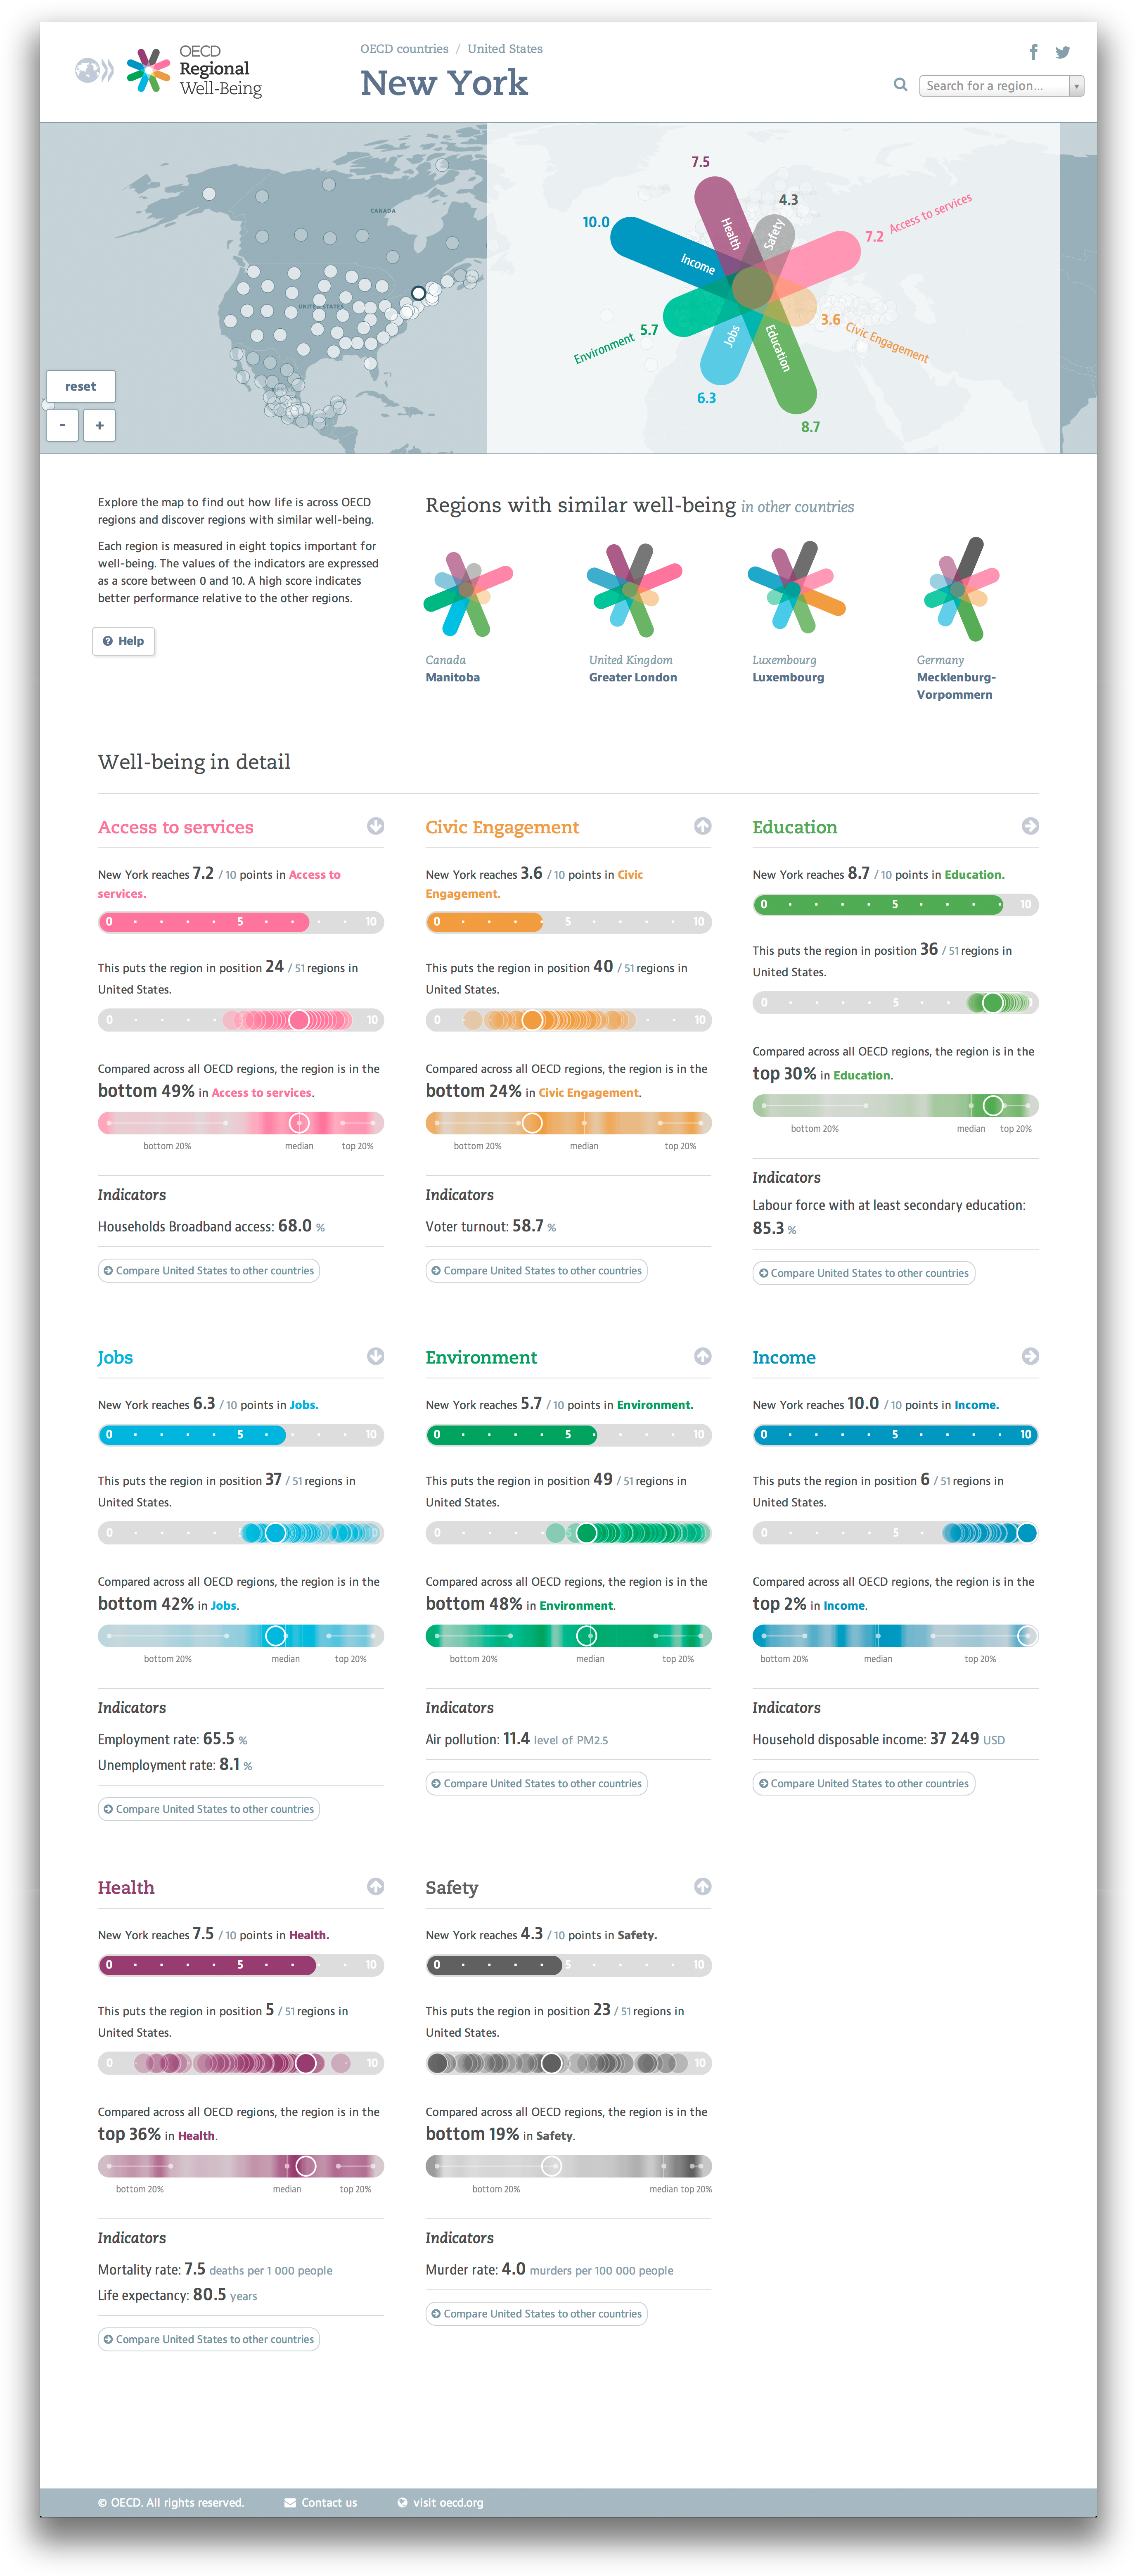 OECD
Regional
Well-Being
OECD countries / United States
New York
Search for a region...
CANADA
UNITED STATES
reset
- +
7.5
Health
4.3
Safety
7.2 Access to services
10.0
Income
3.6 Civic Engagement
Environment 5.7
Jobs
6.3
Education
8.7
Explore the map to find out how life is across OECD
regions and discover regions with similar well-being.
Each region is measured in eight topics important for
well-being. The values of the indicators are expressed
as a score between 0 and 10. A high score indicates
better performance relative to the other regions.
Help
Regions with similar well-being in other countries
Canada
Manitoba
United Kingdom
Greater London
Luxembourg
Luxembourg
Germany
Mecklenburg-
Vorpommern
Well-being in detail
Access to services
New York reaches 7.2 / 10 points in Access to
services.
0 5 10
This puts the region in position 24 / 51 regions in
United States.
0 10
Compared across all OECD regions, the region is in the
bottom 49% in Access to services.
bottom 20% median top 20%
Indicators
Households Broadband access: 68.0 %
Compare United States to other countries
Civic Engagement
New York reaches 3.6 / 10 points in Civic
Engagement.
0 5 10
This puts the region in position 40 / 51 regions in
United States.
0 10
Compared across all OECD regions, the region is in the
bottom 24% in Civic Engagement.
bottom 20% median top 20%
Indicators
Voter turnout: 58.7 %
Compare United States to other countries
Education
New York reaches 8.7 / 10 points in Education.
0 5 10
This puts the region in position 36 / 51 regions in
United States.
0 5
Compared across all OECD regions, the region is in the
top 30% in Education.
bottom 20% median top 20%
Indicators
Labour force with at least secondary education:
85.3 %
Compare United States to other countries
Jobs
New York reaches 6.3 / 10 points in Jobs.
0 5 10
This puts the region in position 37 / 51 regions in
United States.
0
Compared across all OECD regions, the region is in the
bottom 42% in Jobs.
bottom 20% median top 20%
Indicators
Employment rate: 65.5 %
Unemployment rate: 8.1 %
Compare United States to other countries
Environment
New York reaches 5.7 / 10 points in Environment.
0 5 10
This puts the region in position 49 / 51 regions in
United States.
0 5
Compared across all OECD regions, the region is in the
bottom 48% in Environment.
bottom 20% median top 20%
Indicators
Air pollution: 11.4 level of PM2.5
Compare United States to other countries
Income
New York reaches 10.0 / 10 points in Income.
0 5 10
This puts the region in position 6 / 51 regions in
United States.
0 5
Compared across all OECD regions, the region is in the
top 2% in Income.
bottom 20% median top 20%
Indicators
Household disposable income: 37 249 USD
Compare United States to other countries
Health
New York reaches 7.5 / 10 points in Health.
0 5 10
This puts the region in position 5 / 51 regions in
United States.
0 10
Compared across all OECD regions, the region is in the
top 36% in Health.
bottom 20% median top 20%
Indicators
Mortality rate: 7.5 deaths per 1 000 people
Life expectancy: 80.5 years
Compare United States to other countries
Safety
New York reaches 4.3 / 10 points in Safety.
0 5 10
This puts the region in position 23 / 51 regions in
United States.
10
Compared across all OECD regions, the region is in the
bottom 19% in Safety.
bottom 20% median top 20%
Indicators
Murder rate: 4.0 murders per 100 000 people
Compare United States to other countries
© OECD. All rights reserved. Contact us visit oecd.org